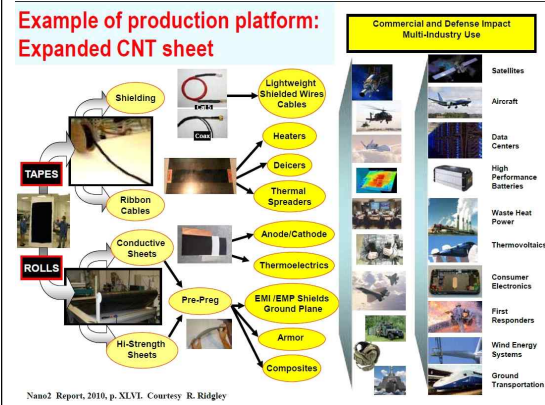 Example of production platform:
Expanded CNT sheet
Commercial and Defense Impact
Multi-Industry Use
Shielding
Cat 5
Coax
Lightweight
Shielded Wires
Cables
Heaters
Deicers
Thermal
Spreaders
TAPES
Ribbon
Cables
Conductive
Sheets
Anode/Cathode
Thermoelectrics
ROLLS
Pre-Preg
EMI /EMP Shields
Ground Plane
Armor
Composites
Hi-Strength
Sheets
Satellites
Aircraft
Data
Centers
High
Performance
Batteries
Waste Heat
Power
Thermovoltaics
Consumer
Electronics
First
Responders
Wind Energy
Systems
Ground
Transportation
Nano2 Report, 2010, p. XLVI. Courtesy R. Ridgley